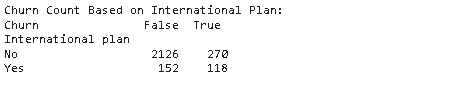 Churn Count Based on International Plan:
Churn               False  True
International plan
No                   2126   270
Yes                   152   118